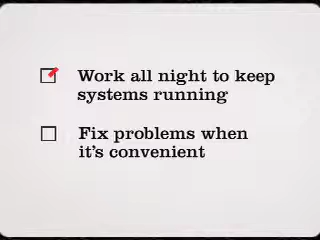 Work all night to keep
systems running
Fix problems when
it's convenient